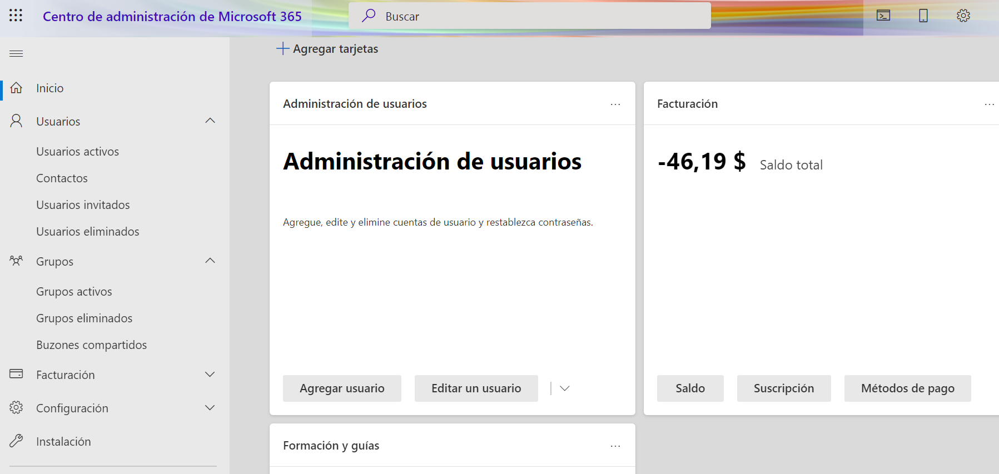 Centro de administración de Microsoft 365
Buscar
Agregar tarjetas
Inicio
Usuarios
Usuarios activos
Contactos
Usuarios invitados
Usuarios eliminados
Grupos
Grupos activos
Grupos eliminados
Buzones compartidos
Facturación
Configuración
Instalación
Administración de usuarios
Administración de usuarios
Agregue, edite y elimine cuentas de usuario y restablezca contraseñas.
Agregar usuario
Editar un usuario
Facturación
-46,19 $ Saldo total
Saldo
Suscripción
Métodos de pago
Formación y guías